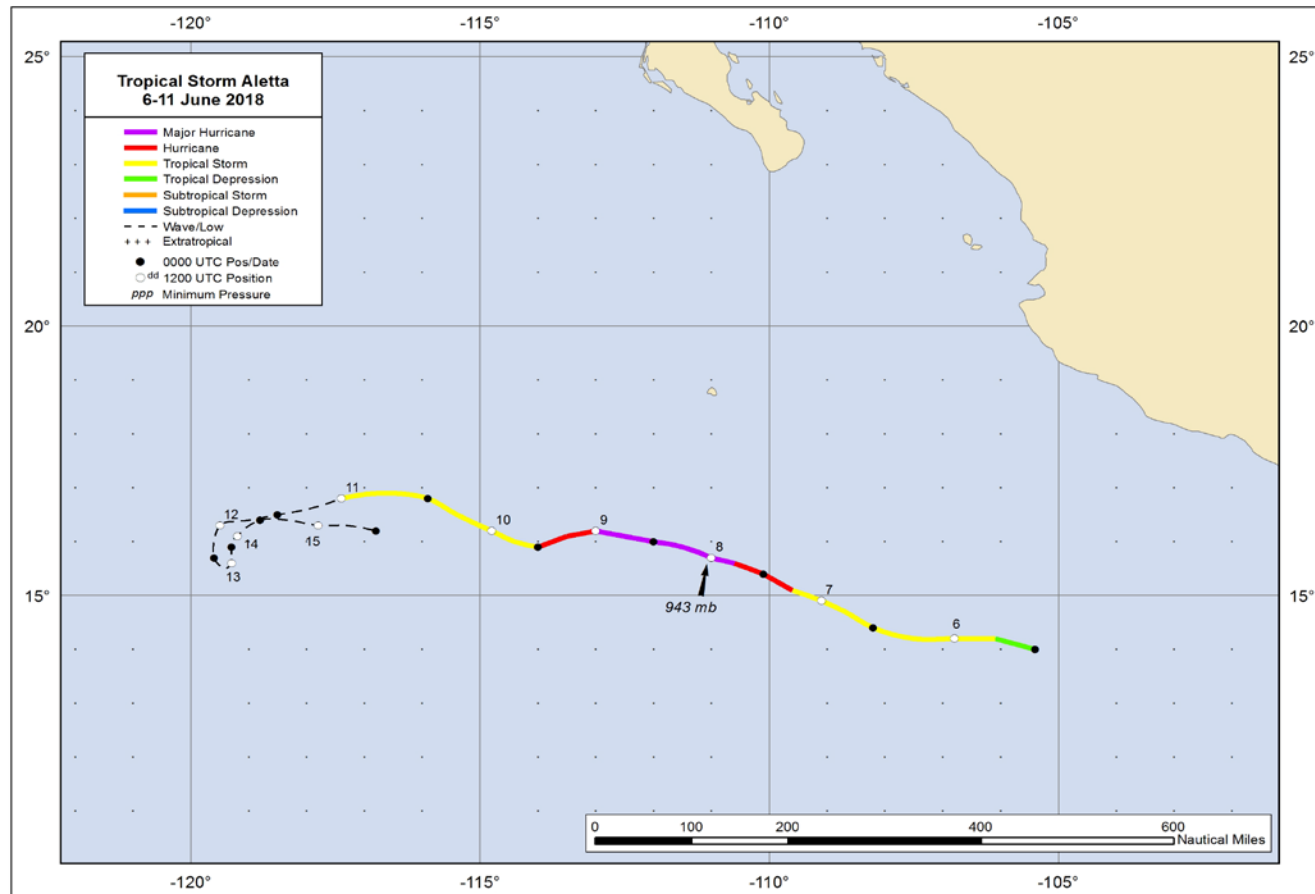 -120°
-115°
-110°
-105°
25°
25°
Tropical Storm Aletta
6-11 June 2018
Major Hurricane
Hurricane
Tropical Storm
Tropical Depression
Subtropical Storm
Subtropical Depression
Wave/Low
+++ Extratropical
0000 UTC Pos/Date
dd 1200 UTC Position
ppp Minimum Pressure
20°
20°
11
12
10
9
14
15
8
13
7
943 mb
6
15°
15°
0
100
200
400
600
Nautical Miles
-120°
-115°
-110°
-105°